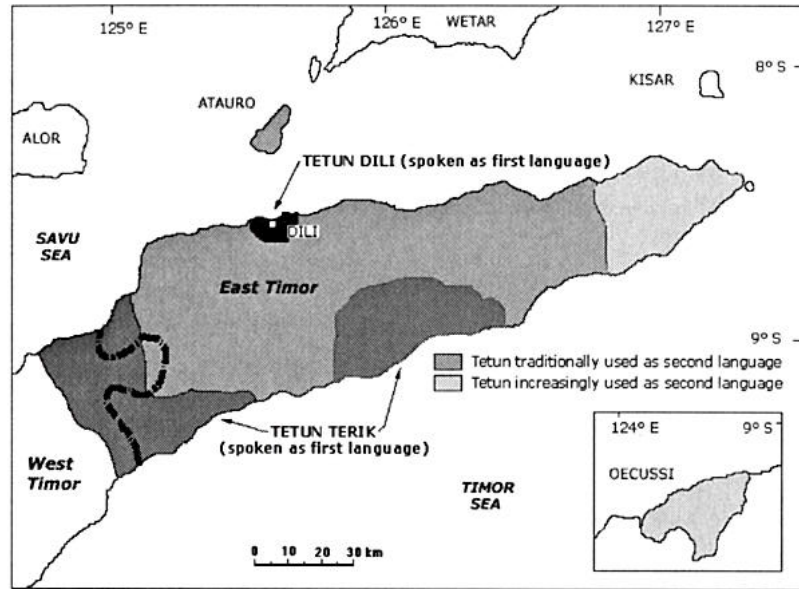 125° E
126° E
127° E
WETAR
8° S
KISAR
ATAURO
ALOR
TETUN DILI (spoken as first language)
DILI
SAVU
SEA
East Timor
9° S
Tetun traditionally used as second language
Tetun increasingly used as second language
TETUN TERIK
(spoken as first language)
West
Timor
TIMOR
SEA
0 10 20 30 km
124° E
9° S
OECUSSI